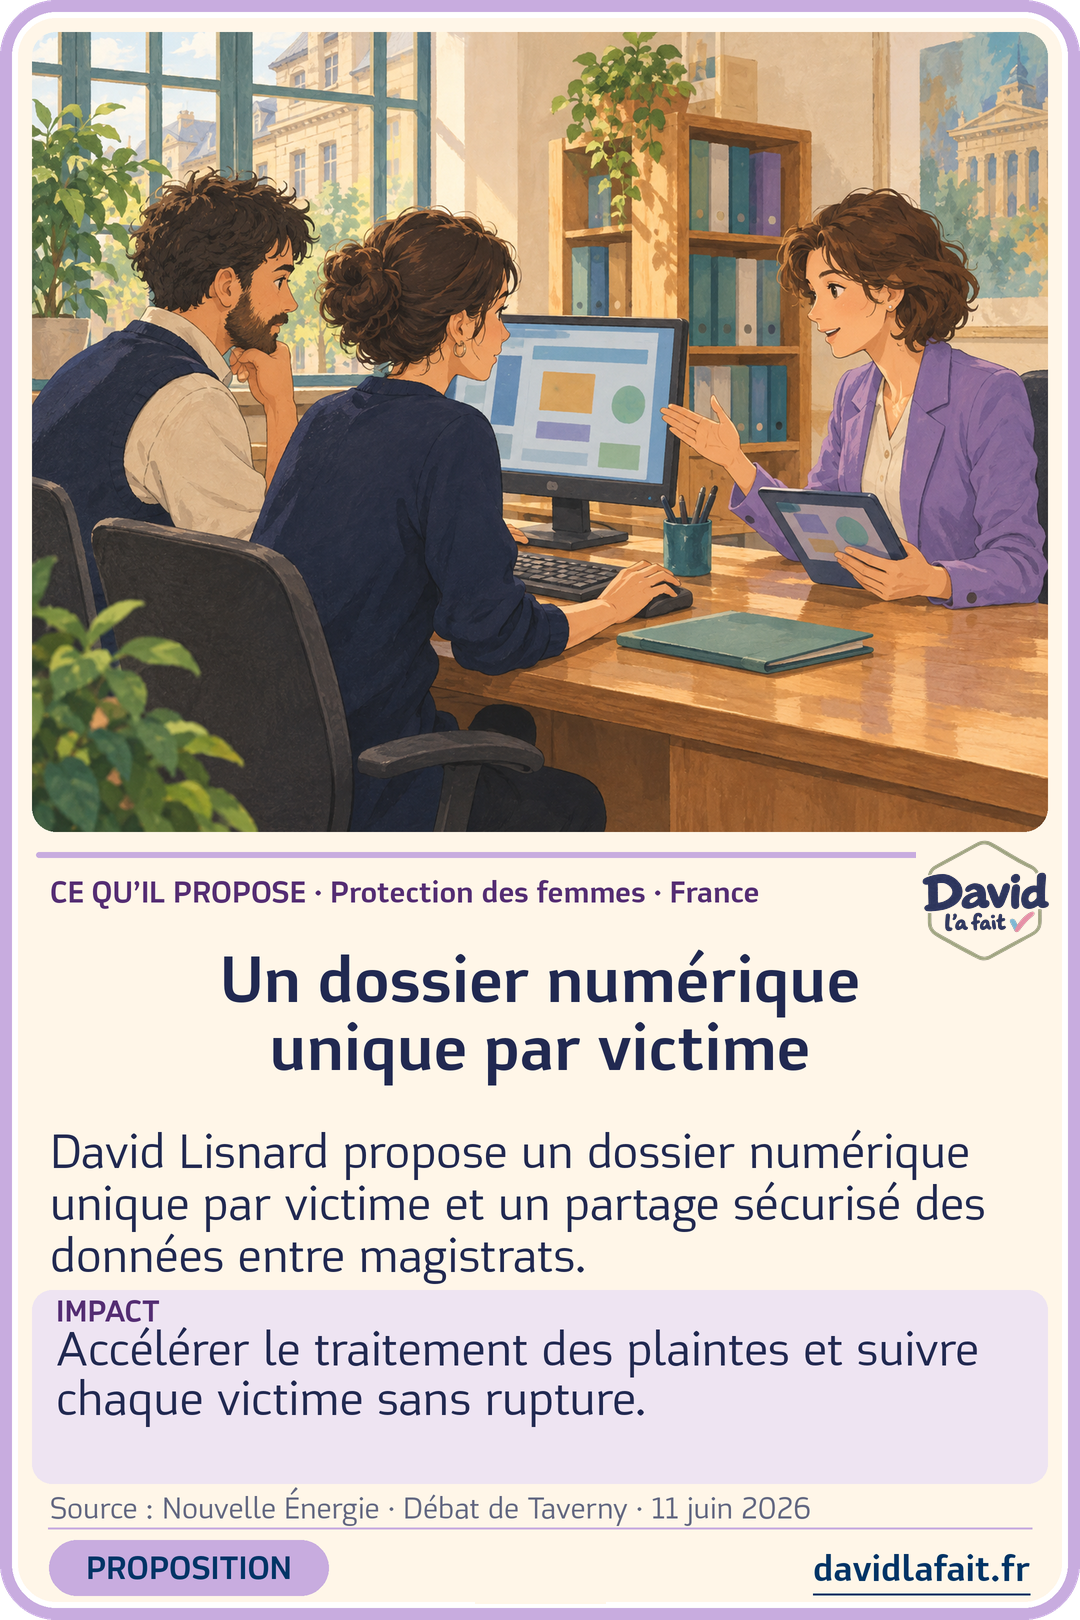 CE QU'IL PROPOSE · Protection des femmes · France
David
l'a fait
Un dossier numérique
unique par victime
David Lisnard propose un dossier numérique
unique par victime et un partage sécurisé des
données entre magistrats.
IMPACT
Accélérer le traitement des plaintes et suivre
chaque victime sans rupture.
Source : Nouvelle Énergie · Débat de Taverny · 11 juin 2026
PROPOSITION
davidlafait.fr